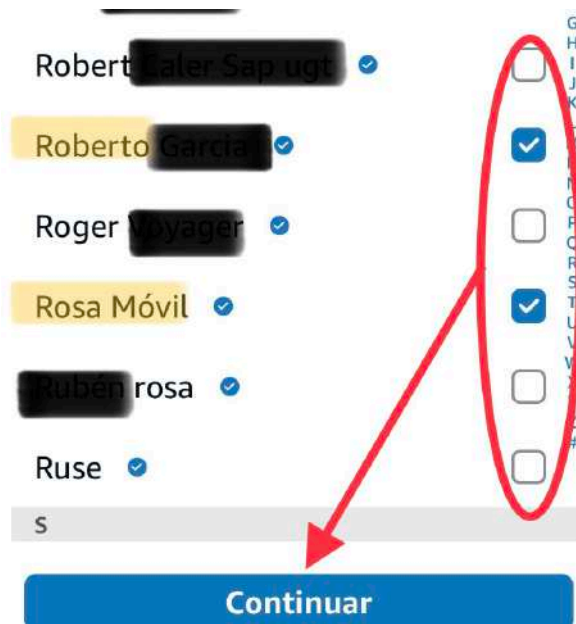 Robert
Roberto
Roger
Rosa Móvil
rosa
Ruse
S
Continuar
G
H
I
J
K
Q
R
S
T
U
V
W
#